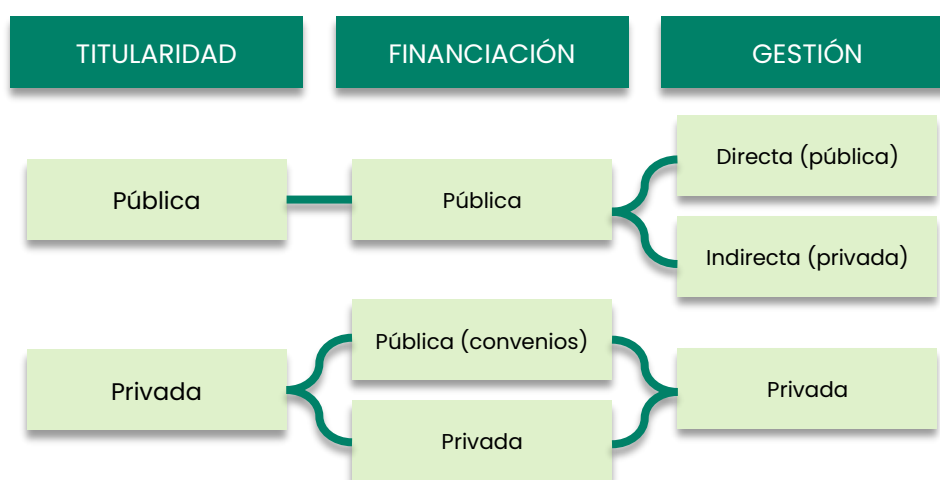 TITULARIDAD
FINANCIACIÓN
GESTIÓN
Pública
Pública
Directa (pública)
Indirecta (privada)
Privada
Pública (convenios)
Privada
Privada